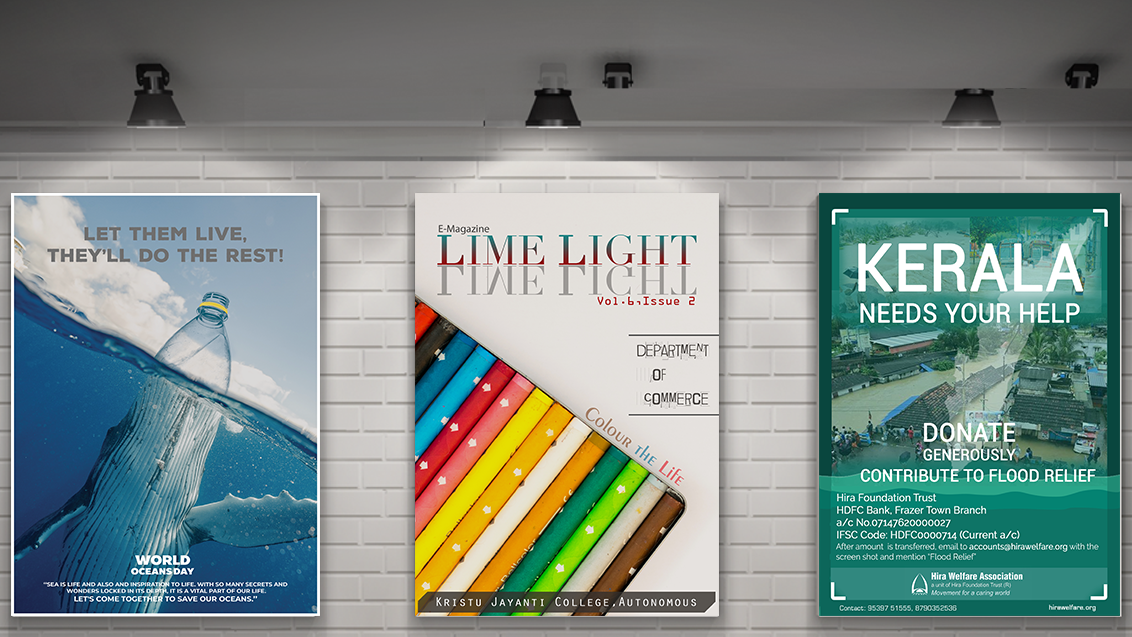 LET THEM LIVE,
THEY'LL DO THE REST!
WORLD
OCEANS DAY
"SEA IS LIFE AND ALSO AND INSPIRATION TO LIFE. WITH SO MANY SECRETS AND
WONDERS LOCKED IN ITS DEPTH, IT IS A VITAL PART OF OUR LIFE.
LET'S COME TOGETHER TO SAVE OUR OCEANS."
E-Magazine
LIME LIGHT
Vol.6,Issue 2
DEPARTMENT
OF
COMMERCE
Colour the Life
Kristu Jayanti College,Autonomous
KERALA
NEEDS YOUR HELP
DONATE
GENEROUSLY
CONTRIBUTE TO FLOOD RELIEF
Hira Foundation Trust
HDFC Bank, Frazer Town Branch
a/c No.07147620000027
IFSC Code: HDFC0000714 (Current a/c)
After amount is transferred, email to accounts@hirawelfare.org with the
screen shot and mention "Flood Relief"
Hira Welfare Association
a unit of Hira Foundation Trust (R)
Movement for a caring world
Contact: 95397 51555, 8790352536
hirawelfare.org